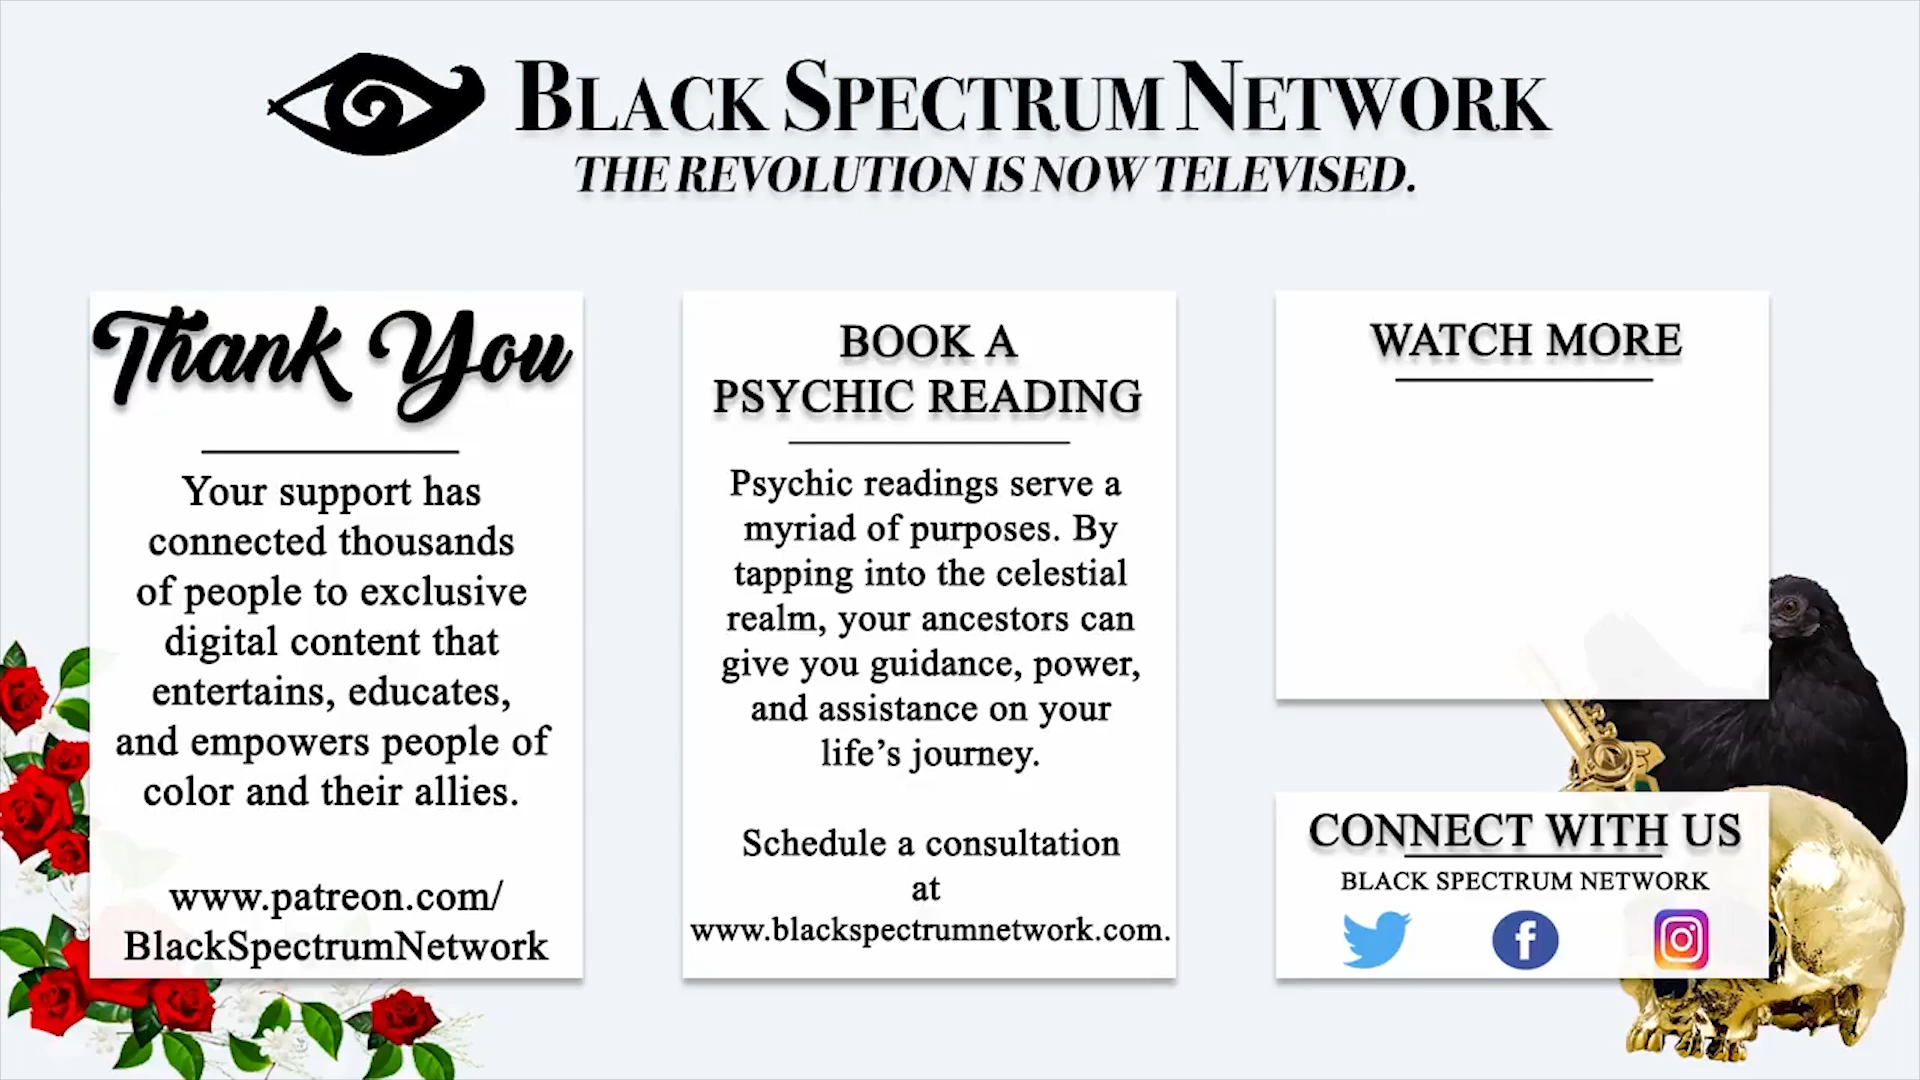 BLACK SPECTRUM NETWORK
THE REVOLUTION IS NOW TELEVISED.
Thank You
Your support has
connected thousands
of people to exclusive
digital content that
entertains, educates,
and empowers people of
color and their allies.
www.patreon.com/
BlackSpectrumNetwork
BOOK A
PSYCHIC READING
Psychic readings serve a
myriad of purposes. By
tapping into the celestial
realm, your ancestors can
give you guidance, power,
and assistance on your
life’s journey.
Schedule a consultation
at
www.blackspectrumnetwork.com.
WATCH MORE
CONNECT WITH US
BLACK SPECTRUM NETWORK